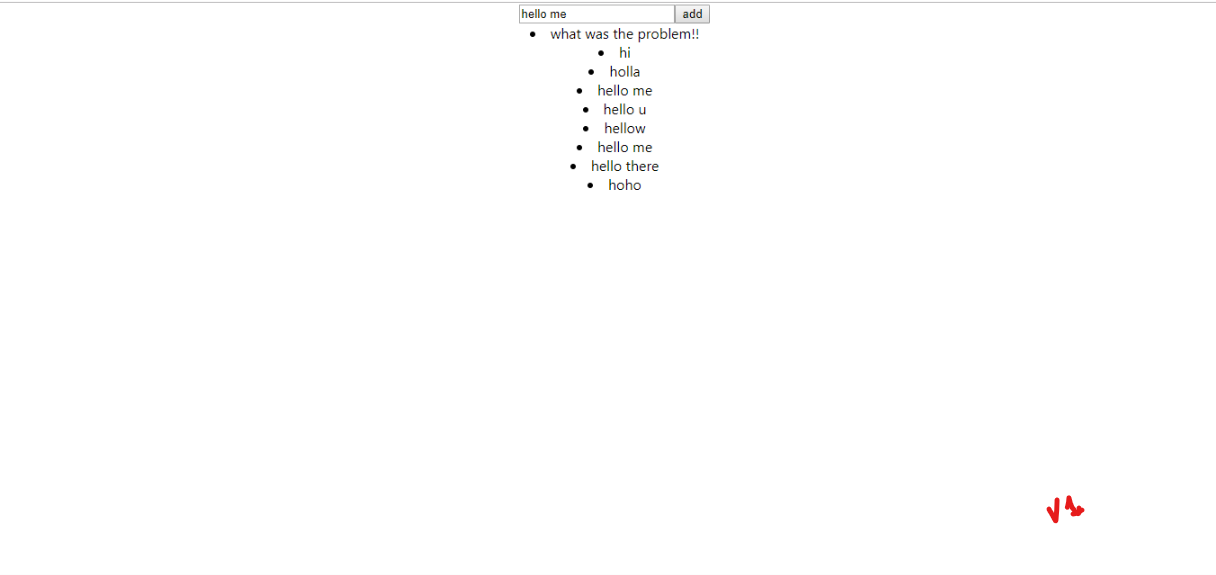 hello me add
what was the problem!!
hi
holla
hello me
hello u
hellow
hello me
hello there
hoho